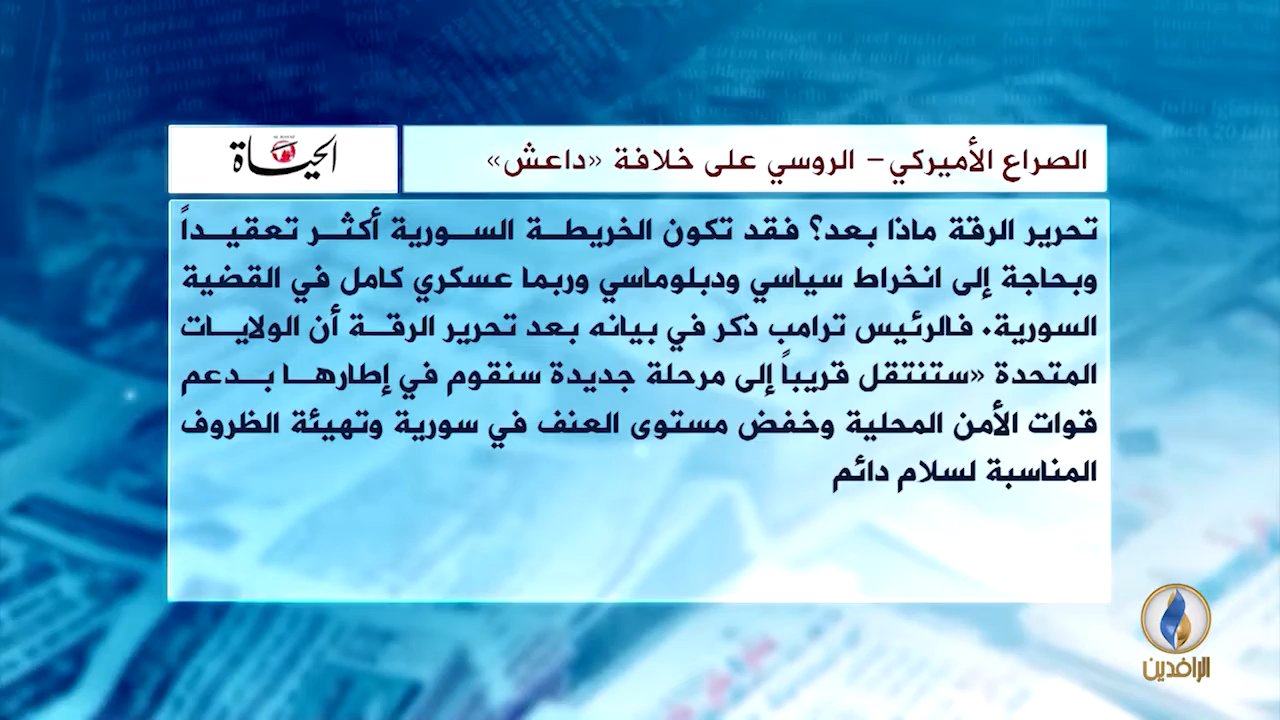 الصراع الأميركي- الروسي على خلافة «داعش»
الحياة
تحرير الرقة ماذا بعد؟ فقد تكون الخريطة السورية أكثر تعقيداً
وبحاجة إلى انخراط سياسي ودبلوماسي وربما عسكري كامل في القضية
السورية. فالرئيس ترامب ذكر في بيانه بعد تحرير الرقة أن الولايات
المتحدة «ستنتقل قريباً إلى مرحلة جديدة سنقوم في إطارها بدعم
قوات الأمن المحلية وخفض مستوى العنف في سورية وتهيئة الظروف
المناسبة لسلام دائم
الرافدين